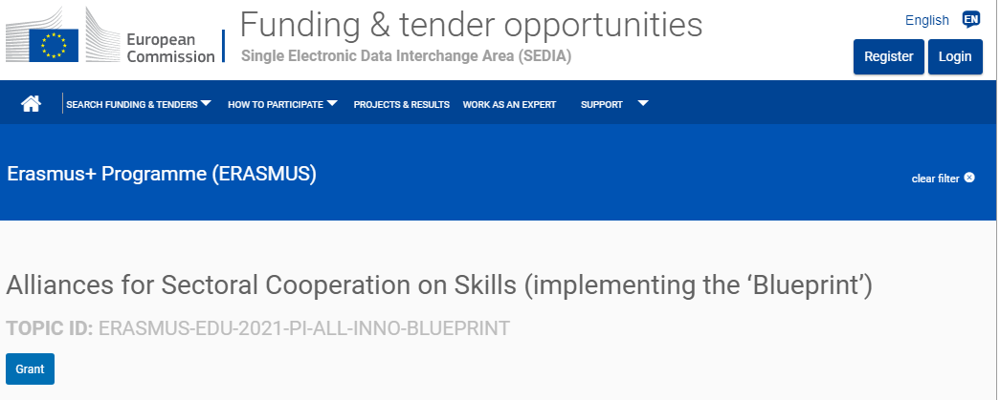 European
Commission
Funding & tender opportunities
Single Electronic Data Interchange Area (SEDIA)
English EN
Register Login
SEARCH FUNDING & TENDERS HOW TO PARTICIPATE PROJECTS & RESULTS WORK AS AN EXPERT SUPPORT
Erasmus+ Programme (ERASMUS)
clear filter
Alliances for Sectoral Cooperation on Skills (implementing the ‘Blueprint’)
TOPIC ID: ERASMUS-EDU-2021-PI-ALL-INNO-BLUEPRINT
Grant